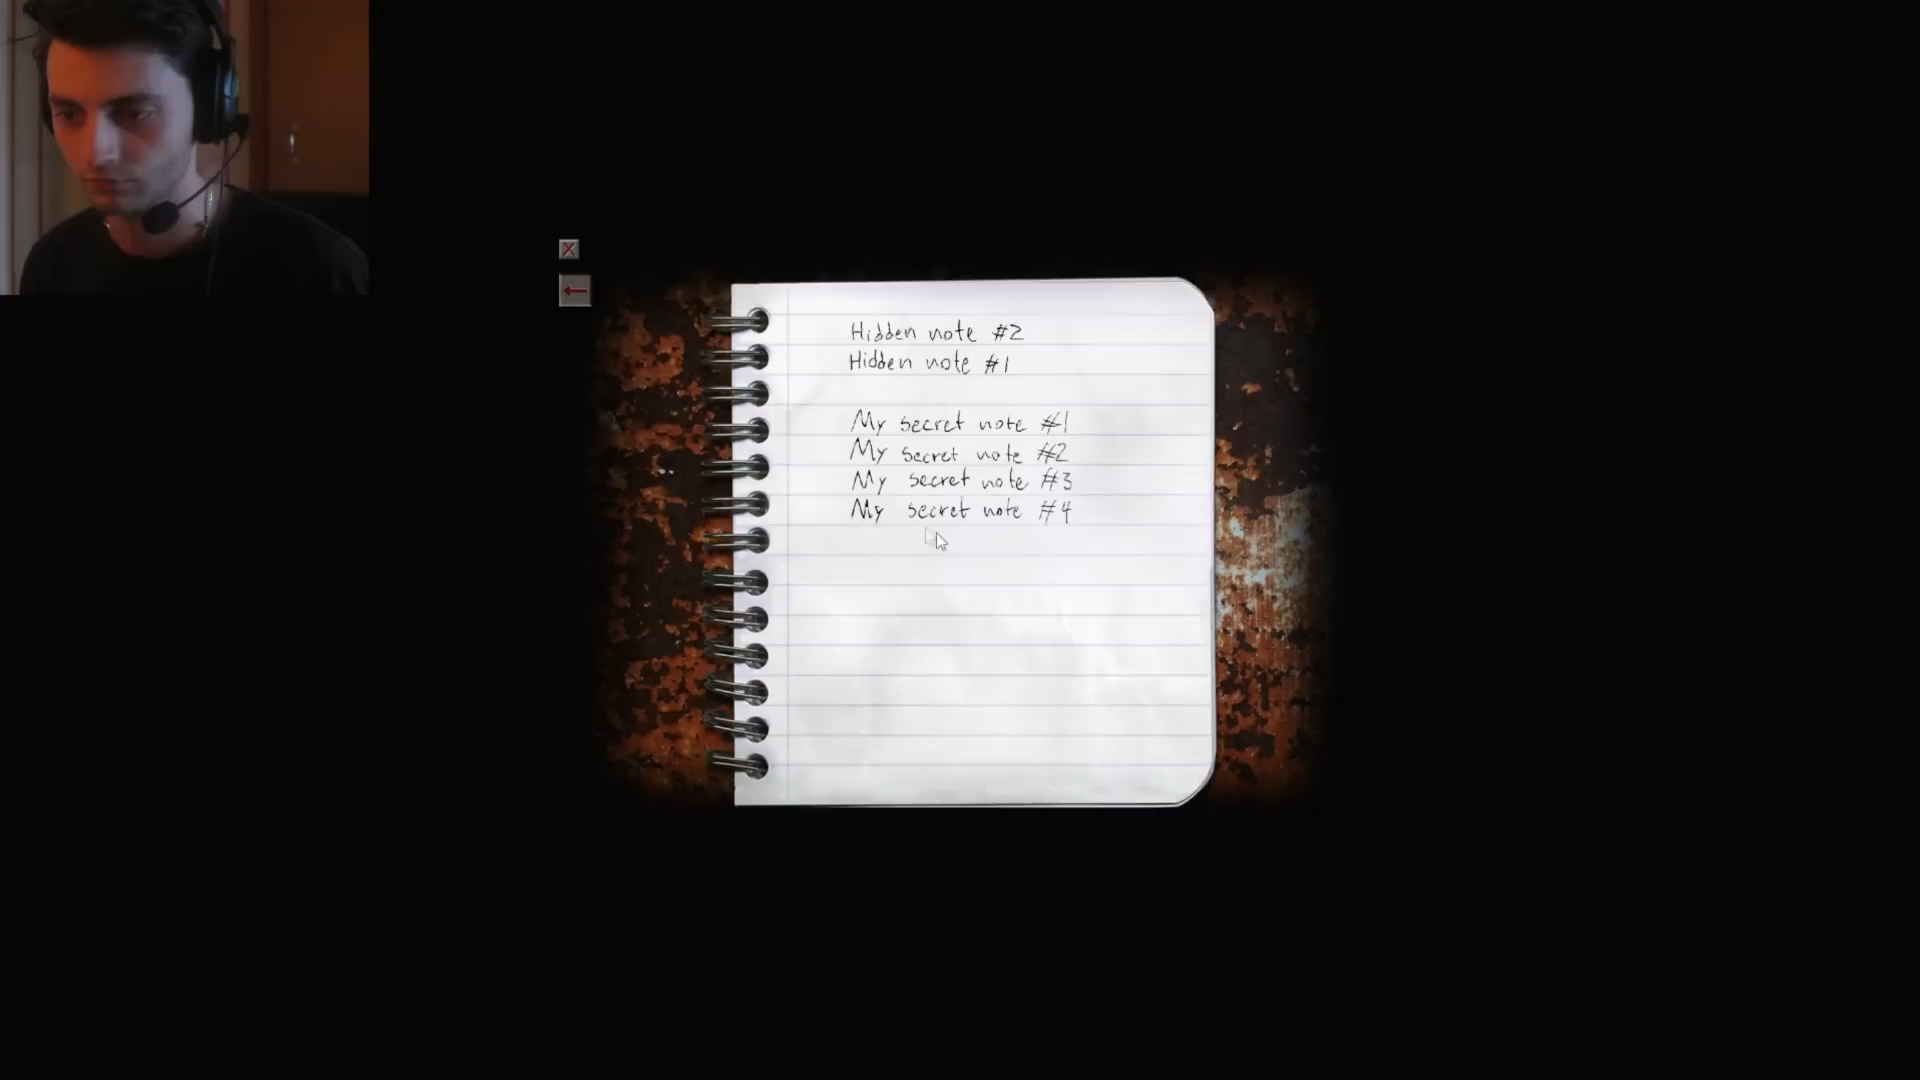 Hidden note #2
Hidden note #1
My secret note #1
My secret note #2
My secret note #3
My secret note #4